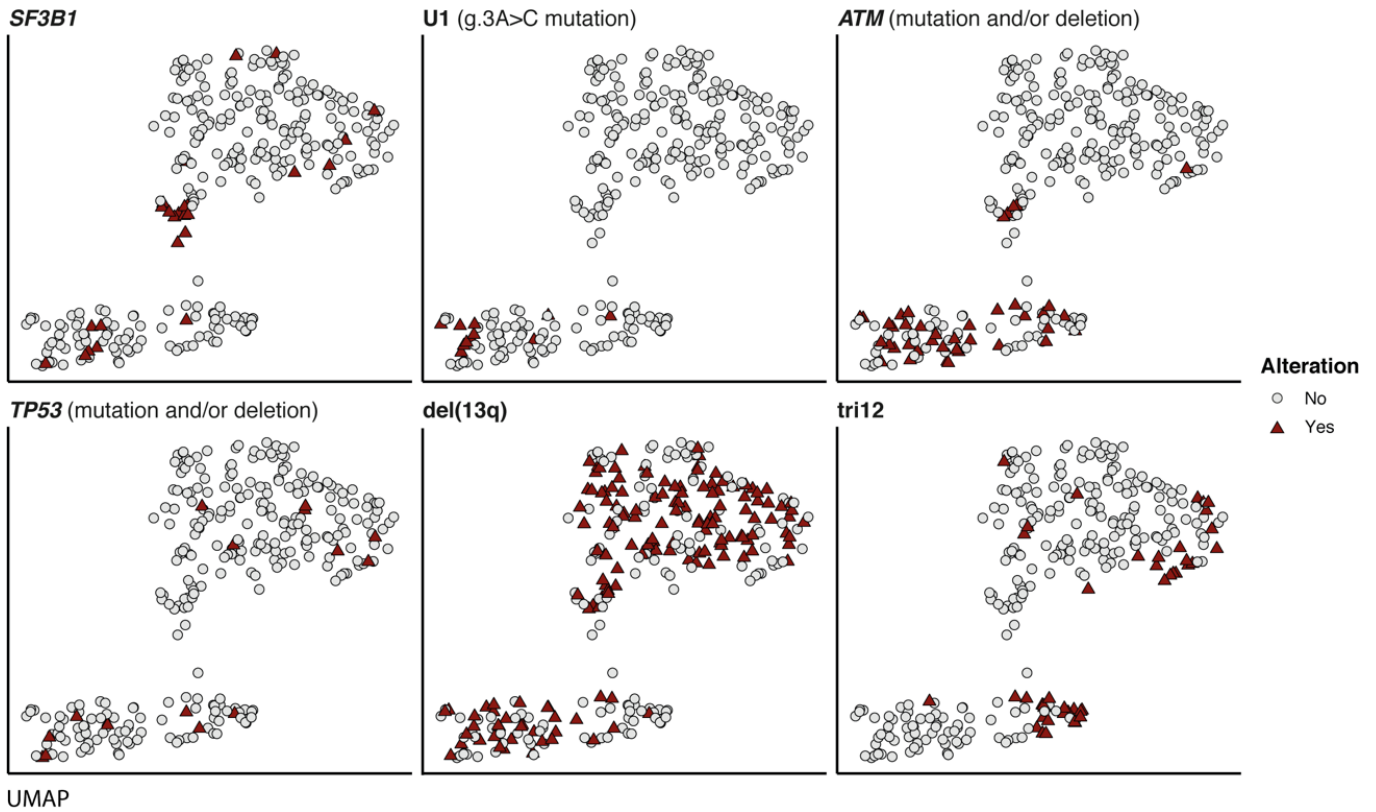 SF3B1
U1 (g.3A>C mutation)
ATM (mutation and/or deletion)
Alteration
No
Yes
TP53 (mutation and/or deletion)
del(13q)
tri12
UMAP